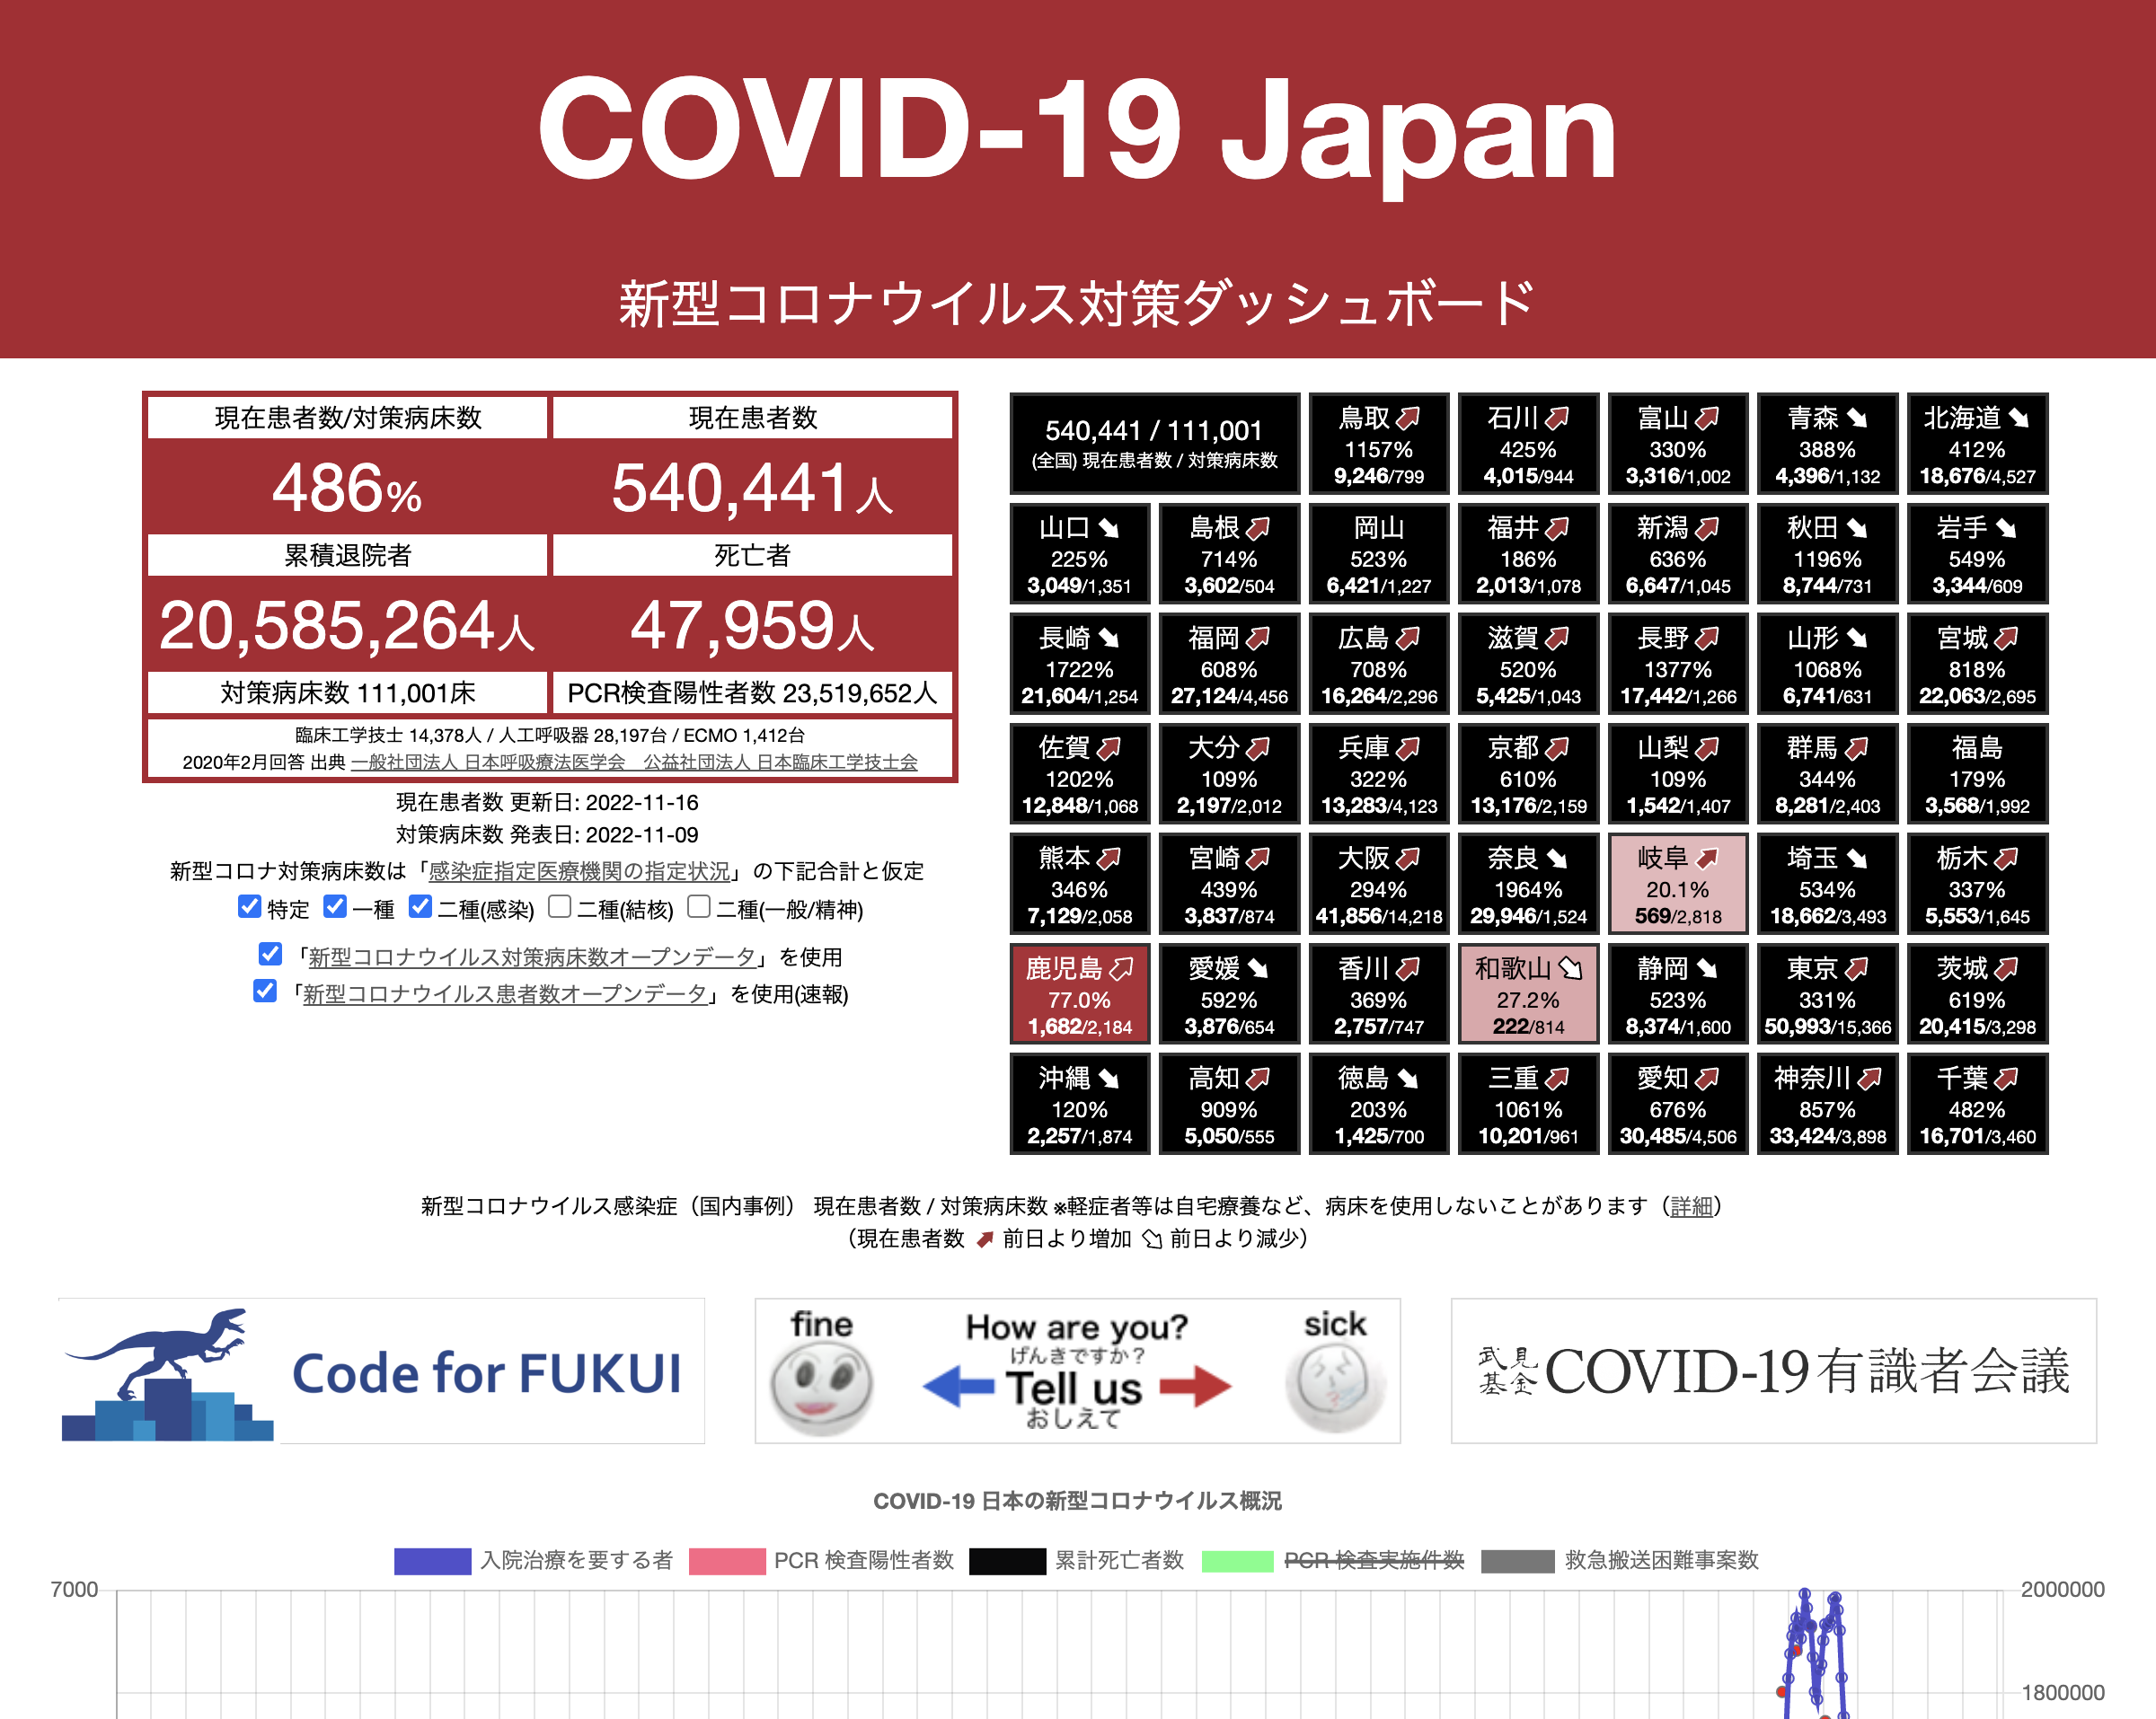 COVID-19 Japan
新型コロナウイルス対策ダッシュボード
現在患者数/対策病床数
現在患者数
486%
540,441人
累積退院者
死亡者
20,585,264人
47,959人
対策病床数 111,001床
PCR検査陽性者数 23,519,652人
臨床工学技士 14,378人 / 人工呼吸器 28,197台 / ECMO 1,412台
2020年2月回答 出典 一般社団法人 日本呼吸療法医学会　公益社団法人 日本臨床工学技士会
現在患者数 更新日: 2022-11-16
対策病床数 発表日: 2022-11-09
新型コロナ対策病床数は「感染症指定医療機関の指定状況」の下記合計と仮定
特定 一種 二種(感染) 二種(結核) 二種(一般/精神)
「新型コロナウイルス対策病床数オープンデータ」を使用
「新型コロナウイルス患者数オープンデータ」を使用(速報)
540,441 / 111,001
(全国) 現在患者数 / 対策病床数
鳥取
1157%
9,246/799
石川
425%
4,015/944
富山
330%
3,316/1,002
青森
388%
4,396/1,132
北海道
412%
18,676/4,527
山口
225%
3,049/1,351
島根
714%
3,602/504
岡山
523%
6,421/1,227
福井
186%
2,013/1,078
新潟
636%
6,647/1,045
秋田
1196%
8,744/731
岩手
549%
3,344/609
長崎
1722%
21,604/1,254
福岡
608%
27,124/4,456
広島
708%
16,264/2,296
滋賀
520%
5,425/1,043
長野
1377%
17,442/1,266
山形
1068%
6,741/631
宮城
818%
22,063/2,695
佐賀
1202%
12,848/1,068
大分
109%
2,197/2,012
兵庫
322%
13,283/4,123
京都
610%
13,176/2,159
山梨
109%
1,542/1,407
群馬
344%
8,281/2,403
福島
179%
3,568/1,992
熊本
346%
7,129/2,058
宮崎
439%
3,837/874
大阪
294%
41,856/14,218
奈良
1964%
29,946/1,524
岐阜
20.1%
569/2,818
埼玉
534%
18,662/3,493
栃木
337%
5,553/1,645
鹿児島
77.0%
1,682/2,184
愛媛
592%
3,876/654
香川
369%
2,757/747
和歌山
27.2%
222/814
静岡
523%
8,374/1,600
東京
331%
50,993/15,366
茨城
619%
20,415/3,298
沖縄
120%
2,257/1,874
高知
909%
5,050/555
徳島
203%
1,425/700
三重
1061%
10,201/961
愛知
676%
30,485/4,506
神奈川
857%
33,424/3,898
千葉
482%
16,701/3,460
新型コロナウイルス感染症（国内事例） 現在患者数 / 対策病床数 ※軽症者等は自宅療養など、病床を使用しないことがあります（詳細）
（現在患者数 前日より増加 前日より減少）
Code for FUKUI
fine
How are you?
げんきですか？
Tell us
おしえて
sick
武見基金 COVID-19 有識者会議
COVID-19 日本の新型コロナウイルス概況
入院治療を要する者 PCR 検査陽性者数 累計死亡者数 PCR 検査実施件数 救急搬送困難事案数
7000
2000000
1800000